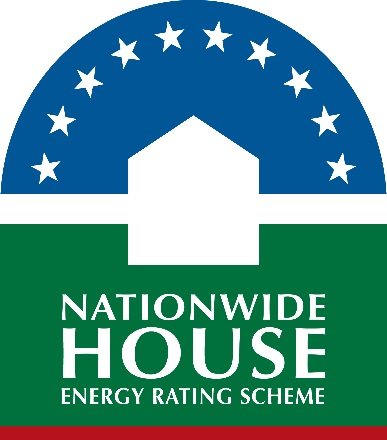 NATIONWIDE
HOUSE
ENERGY RATING SCHEME